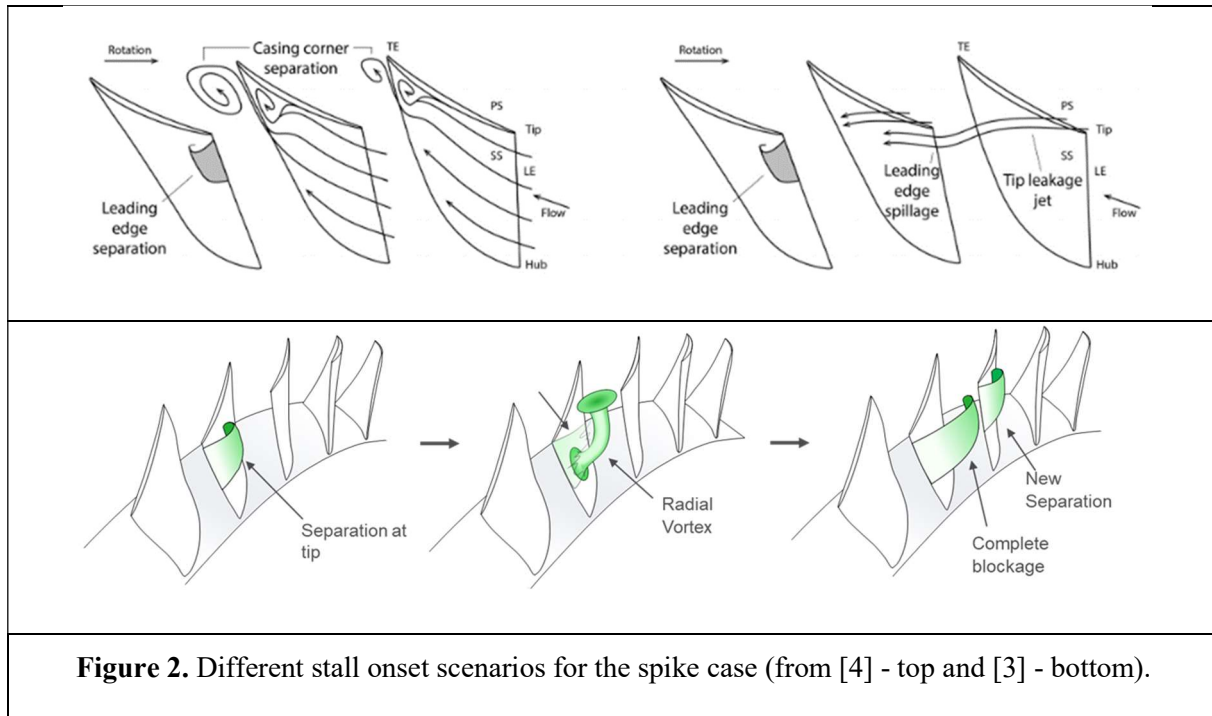 Rotation
Casing corner
separation
TE
PS
Tip
SS
LE
Flow
Hub
Leading
edge
separation
Rotation
TE
PS
Tip
SS
LE
Leading
edge
spillage
Tip leakage
jet
Flow
Hub
Leading
edge
separation
Separation at
tip
Radial
Vortex
New
Separation
Complete
blockage
Figure 2. Different stall onset scenarios for the spike case (from [4] - top and [3] - bottom).